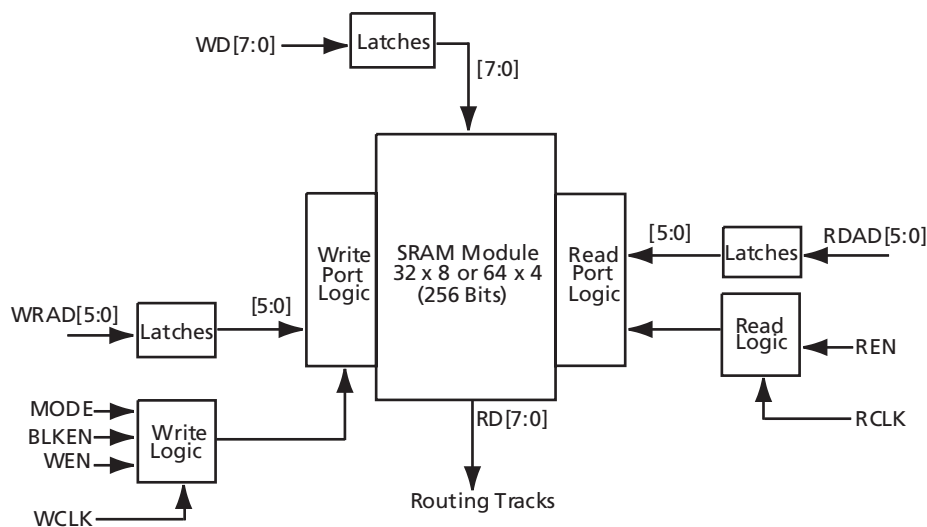 WD[7:0]
Latches
[7:0]
Write
Port
Logic
SRAM Module
32 x 8 or 64 x 4
(256 Bits)
Read
Port
Logic
[5:0]
Latches
RDAD[5:0]
WRAD[5:0]
Latches
[5:0]
Read
Logic
REN
RCLK
MODE
BLKEN
WEN
Write
Logic
WCLK
RD[7:0]
Routing Tracks